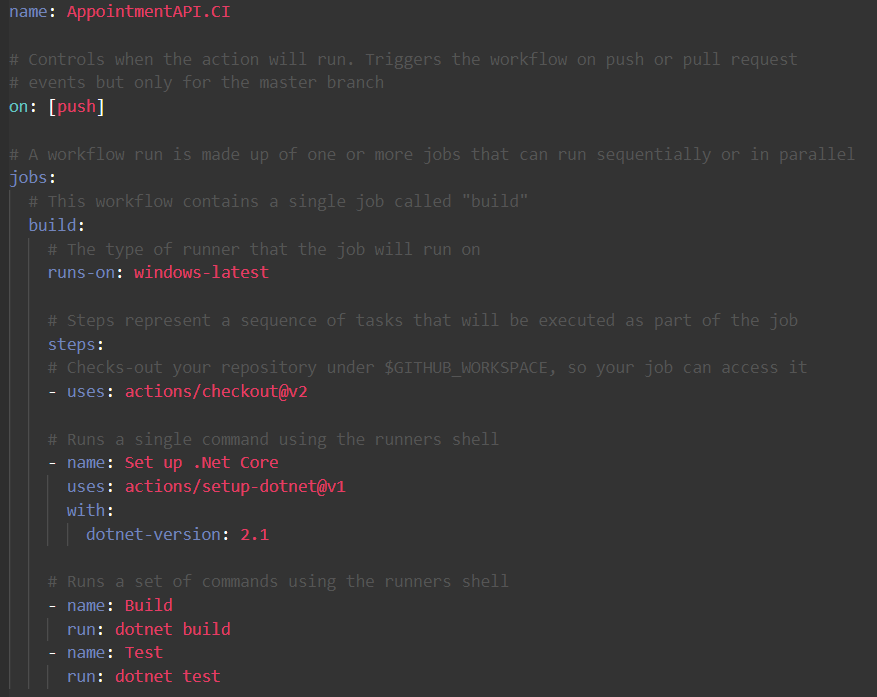 name: AppointmentAPI.CI
# Controls when the action will run. Triggers the workflow on push or pull request
# events but only for the master branch
on: [push]
# A workflow run is made up of one or more jobs that can run sequentially or in parallel
jobs:
# This workflow contains a single job called "build"
build:
# The type of runner that the job will run on
runs-on: windows-latest
# Steps represent a sequence of tasks that will be executed as part of the job
steps:
# Checks-out your repository under $GITHUB_WORKSPACE, so your job can access it
- uses: actions/checkout@v2
# Runs a single command using the runners shell
- name: Set up .Net Core
uses: actions/setup-dotnet@v1
with:
dotnet-version: 2.1
# Runs a set of commands using the runners shell
- name: Build
run: dotnet build
- name: Test
run: dotnet test